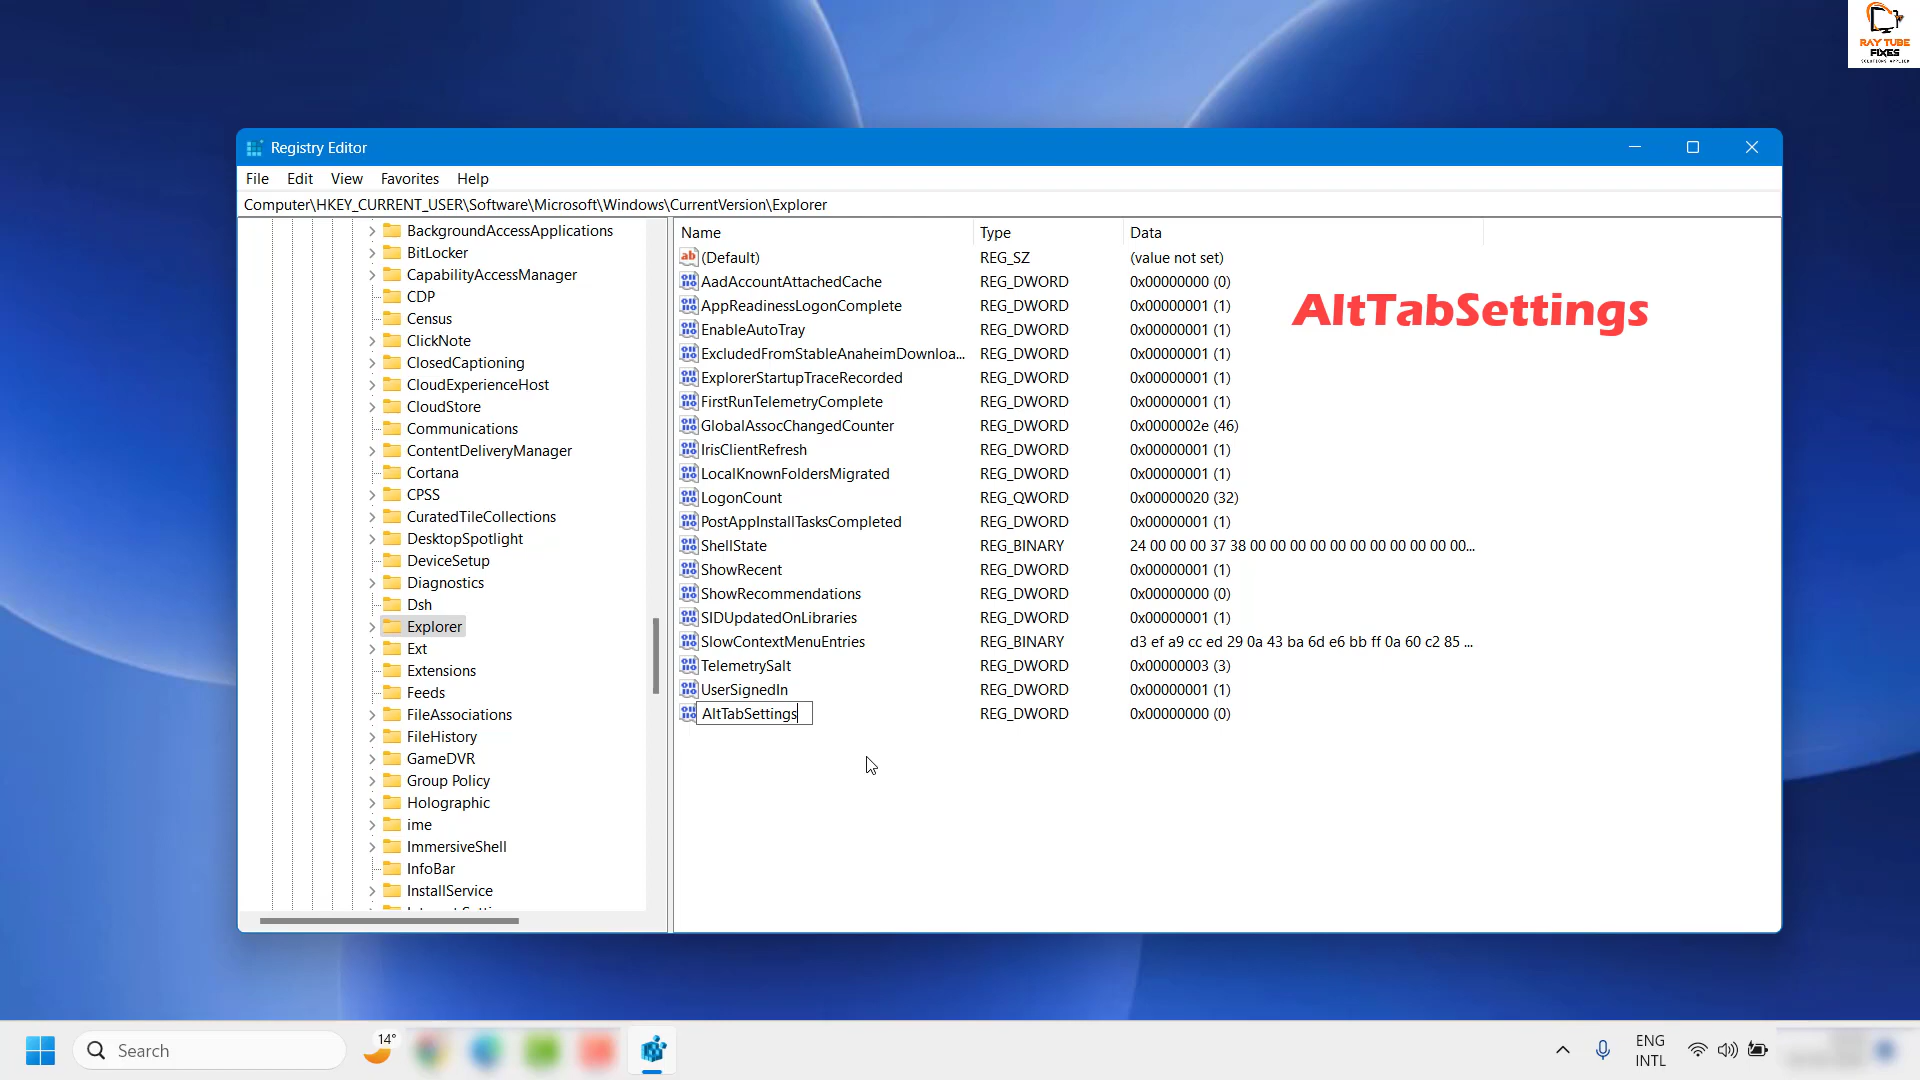 RAY TUBE
FIXES
Registry Editor
File Edit View Favorites Help
Computer\HKEY_CURRENT_USER\Software\Microsoft\Windows\CurrentVersion\Explorer
BackgroundAccessApplications
BitLocker
CapabilityAccessManager
CDP
Census
ClickNote
ClosedCaptioning
CloudExperienceHost
CloudStore
Communications
ContentDeliveryManager
Cortana
CPSS
CuratedTileCollections
DesktopSpotlight
DeviceSetup
Diagnostics
Dsh
Explorer
Ext
Extensions
Feeds
FileAssociations
FileHistory
GameDVR
Group Policy
Holographic
ime
ImmersiveShell
InfoBar
InstallService
Name Type Data
(Default) REG_SZ (value not set)
AadAccountAttachedCache REG_DWORD 0x00000000 (0)
AppReadinessLogonComplete REG_DWORD 0x00000001 (1)
EnableAutoTray REG_DWORD 0x00000001 (1)
ExcludedFromStableAnaheimDownloa... REG_DWORD 0x00000001 (1)
ExplorerStartupTraceRecorded REG_DWORD 0x00000001 (1)
FirstRunTelemetryComplete REG_DWORD 0x00000001 (1)
GlobalAssocChangedCounter REG_DWORD 0x0000002e (46)
IrisClientRefresh REG_DWORD 0x00000001 (1)
LocalKnownFoldersMigrated REG_DWORD 0x00000001 (1)
LogonCount REG_QWORD 0x00000020 (32)
PostAppInstallTasksCompleted REG_DWORD 0x00000001 (1)
ShellState REG_BINARY 24 00 00 00 37 38 00 00 00 00 00 00 00 00 00 00 00...
ShowRecent REG_DWORD 0x00000001 (1)
ShowRecommendations REG_DWORD 0x00000000 (0)
SIDUpdatedOnLibraries REG_DWORD 0x00000001 (1)
SlowContextMenuEntries REG_BINARY d3 ef a9 cc ed 29 0a 43 ba 6d e6 bb ff 0a 60 c2 85 ...
TelemetrySalt REG_DWORD 0x00000003 (3)
UserSignedIn REG_DWORD 0x00000001 (1)
AltTabSettings REG_DWORD 0x00000000 (0)
AltTabSettings
Search
14°
ENG
INTL